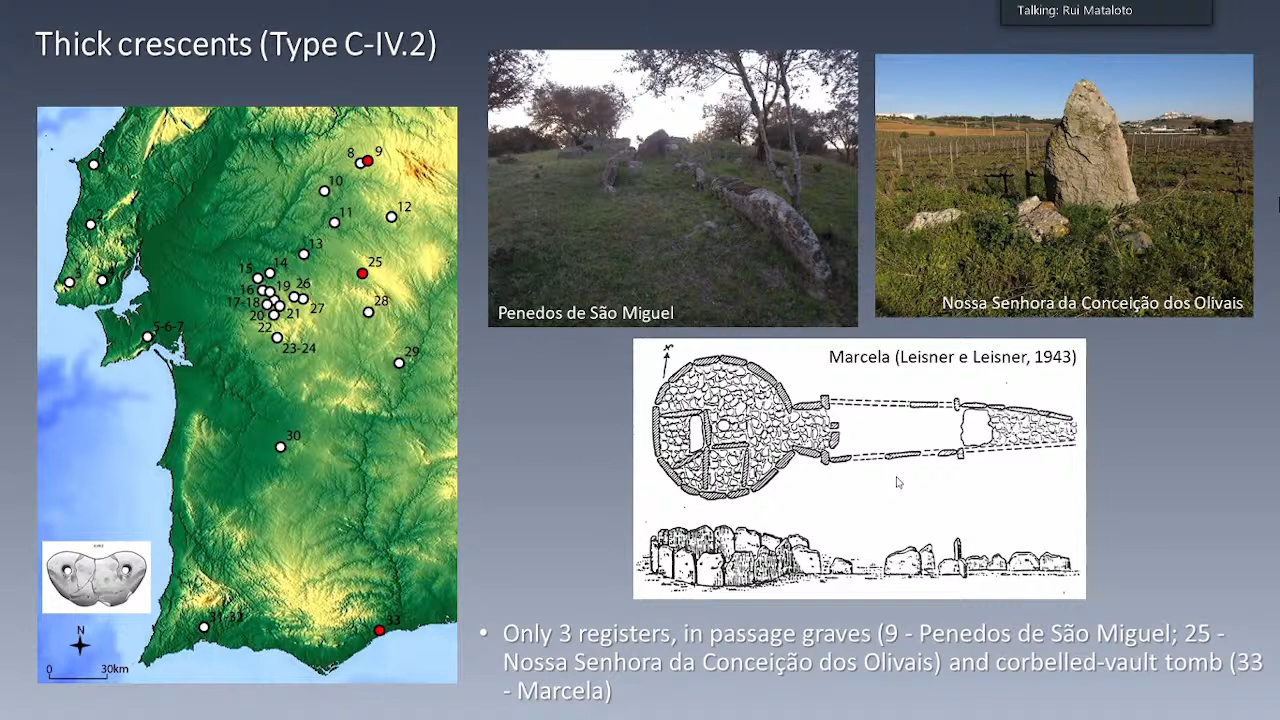 Talking: Rui Mataloto
Thick crescents (Type C-IV.2)
8
9
10
11
12
13
14
15
25
16
19
26
17-18
27
28
20
21
22
5-6-7
23-24
29
30
33
N
0
30km
Penedos de São Miguel
Nossa Senhora da Conceição dos Olivais
Marcela (Leisner e Leisner, 1943)
• Only 3 registers, in passage graves (9 - Penedos de São Miguel; 25 -
Nossa Senhora da Conceição dos Olivais) and corbelled-vault tomb (33
- Marcela)